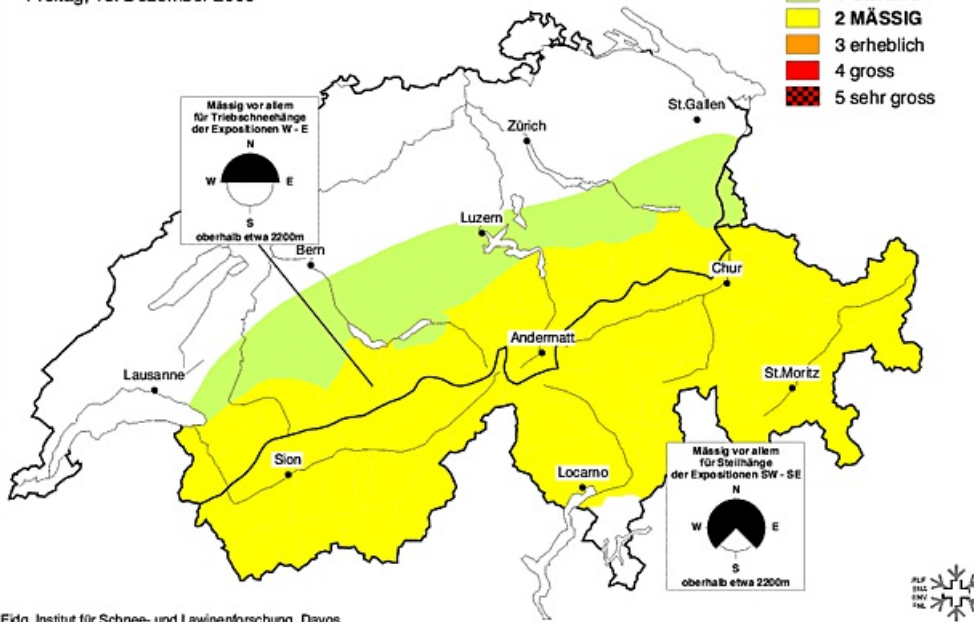 2 MÄSSIG
3 erheblich
4 gross
5 sehr gross
St.Gallen
Zürich
Mässig vor allem
für Triebschneehänge
der Expositionen W - E
N
W E
S
oberhalb etwa 2200m
Luzern
Bern
Chur
Andermatt
Lausanne
St.Moritz
Sion
Locarno
Mässig vor allem
für Steilhänge
der Expositionen SW - SE
N
W E
S
oberhalb etwa 2200m
Eidg. Institut für Schnee- und Lawinenforschung, Davos